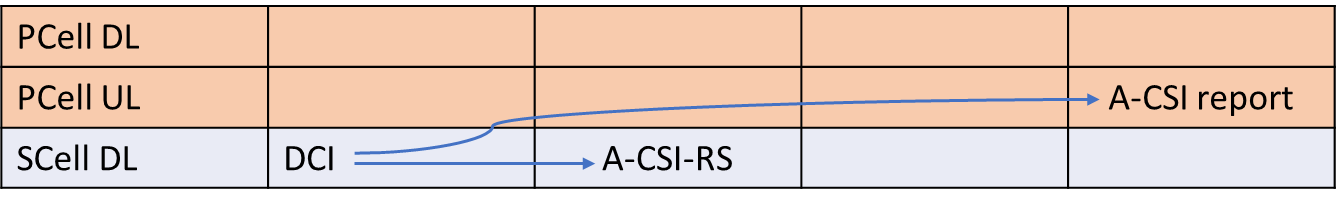 PCell DL
PCell UL A-CSI report
SCell DL DCI A-CSI-RS